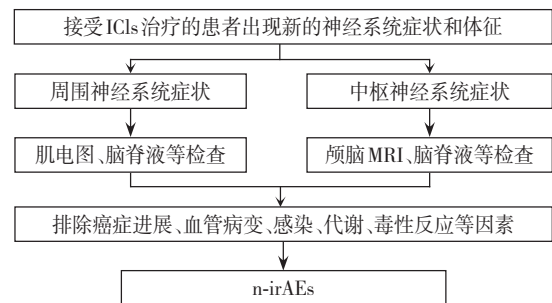 接受ICIs治疗的患者出现新的神经系统症状和体征
周围神经系统症状
中枢神经系统症状
肌电图、脑脊液等检查
颅脑MRI、脑脊液等检查
排除癌症进展、血管病变、感染、代谢、毒性反应等因素
n-irAEs